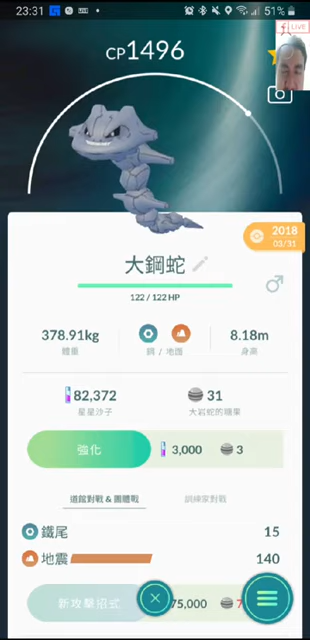 23:31
51%
LIVE
CP1496
2018
03/31
大鋼蛇
122 / 122 HP
378.91kg
8.18m
體重
鋼 / 地面
身高
82,372
31
星星沙子
大岩蛇的糖果
強化
3,000
3
道館對戰 & 團體戰
訓練家對戰
鐵尾
15
地震
140
新攻擊招式
75,000